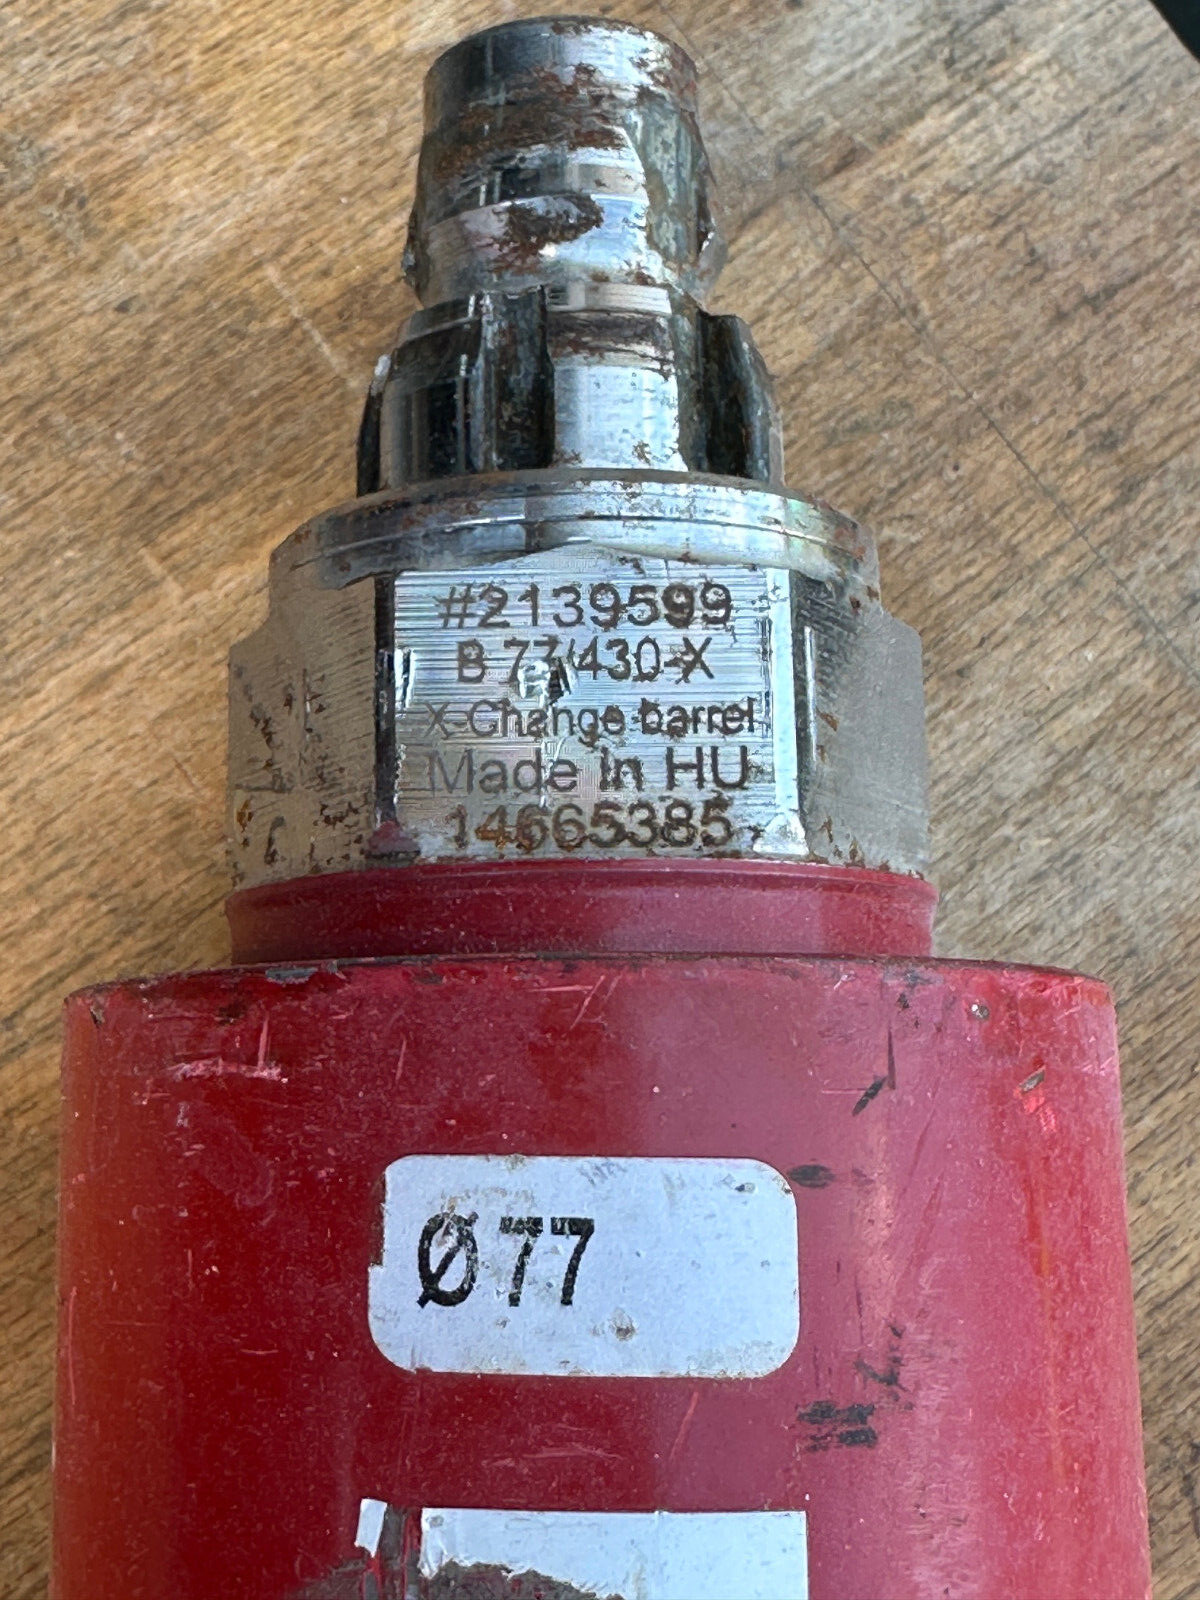 #2139599
B 77/430-X
X-Change barrel
Made in HU
14665385
Ø77